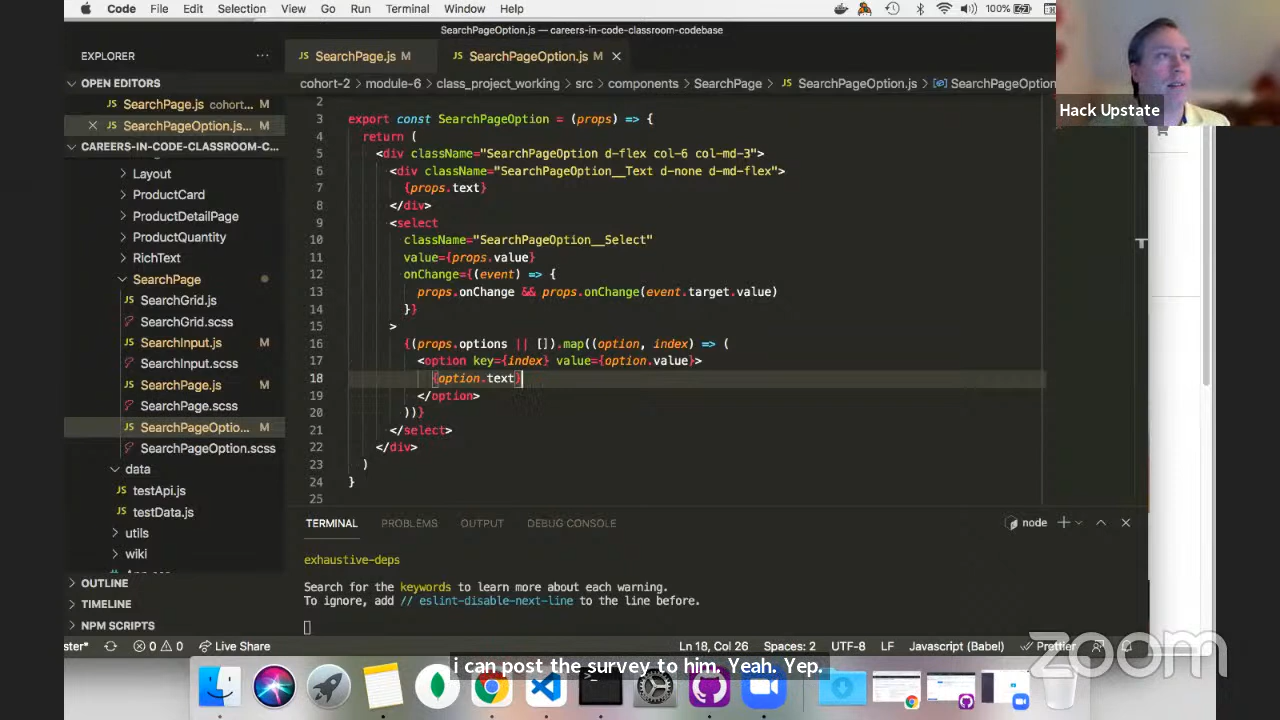 Code File Edit Selection View Go Run Terminal Window Help 100%
SearchPageOption.js — careers-in-code-classroom-codebase
Hack Upstate
EXPLORER ···
JS SearchPage.js M JS SearchPageOption.js M ×
OPEN EDITORS
cohort-2 > module-6 > class_project_working > src > components > SearchPage > JS SearchPageOption.js > SearchPageOption
JS SearchPage.js cohort... M
× JS SearchPageOption.js... M
CAREERS-IN-CODE-CLASSROOM-C...
Layout
ProductCard
ProductDetailPage
ProductQuantity
RichText
SearchPage
JS SearchGrid.js
SearchGrid.scss
JS SearchInput.js M
SearchInput.scss
JS SearchPage.js M
SearchPage.scss
JS SearchPageOptio... M
SearchPageOption.scss
data
JS testApi.js
JS testData.js
utils
wiki
OUTLINE
TIMELINE
NPM SCRIPTS
2
3 export const SearchPageOption = (props) => {
4 return (
5 <div className="SearchPageOption d-flex col-6 col-md-3">
6 <div className="SearchPageOption__Text d-none d-md-flex">
7 {props.text}
8 </div>
9 <select
10 className="SearchPageOption__Select"
11 value={props.value}
12 onChange={(event) => {
13 props.onChange && props.onChange(event.target.value)
14 }}
15 >
16 {(props.options || []).map((option, index) => (
17 <option key={index} value={option.value}>
18 {option.text}
19 </option>
20 ))}
21 </select>
22 </div>
23 )
24 }
25
TERMINAL PROBLEMS OUTPUT DEBUG CONSOLE node
exhaustive-deps
Search for the keywords to learn more about each warning.
To ignore, add // eslint-disable-next-line to the line before.
ster* 0 0 Live Share Ln 18, Col 26 Spaces: 2 UTF-8 LF Javascript (Babel) Prettier
i can post the survey to him. Yeah. Yep.
zoom